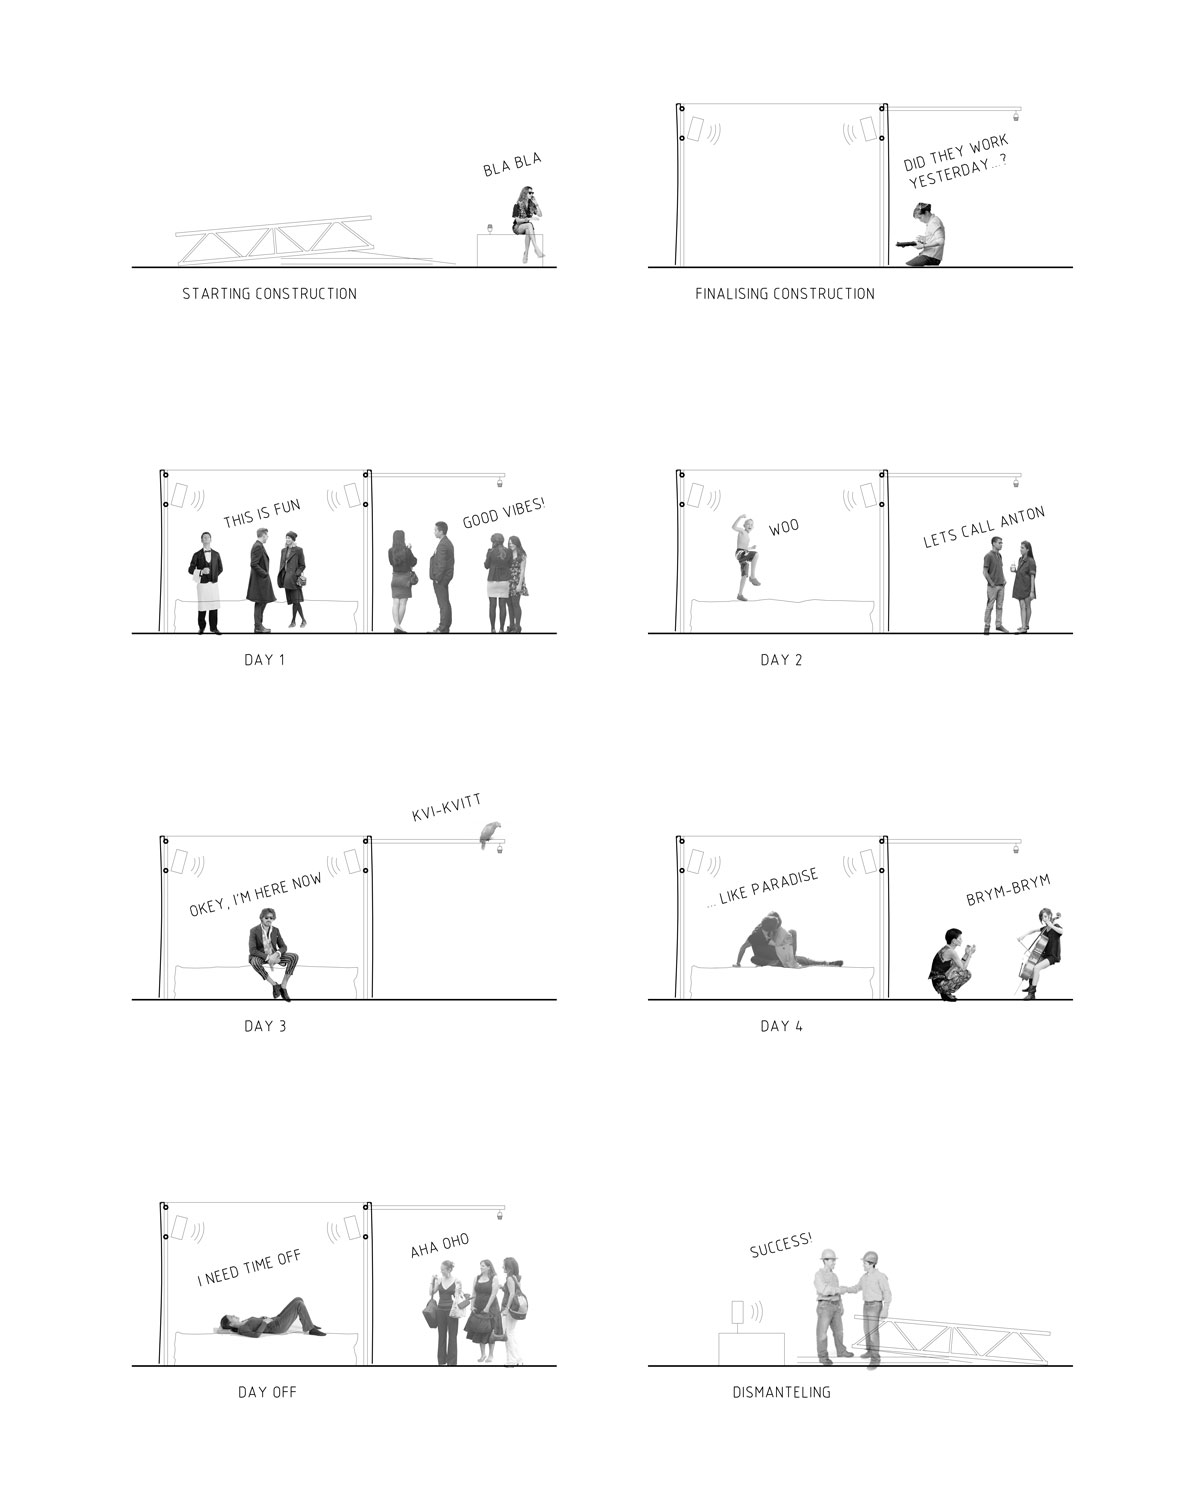 BLA BLA
STARTING CONSTRUCTION
DID THEY WORK
YESTERDAY...?
FINALISING CONSTRUCTION
THIS IS FUN
GOOD VIBES!
DAY 1
WOO
LETS CALL ANTON
DAY 2
KVI-KVITT
OKEY, I'M HERE NOW
DAY 3
... LIKE PARADISE
BRYM-BRYM
DAY 4
I NEED TIME OFF
AHA OHO
DAY OFF
SUCCESS!
DISMANTELING